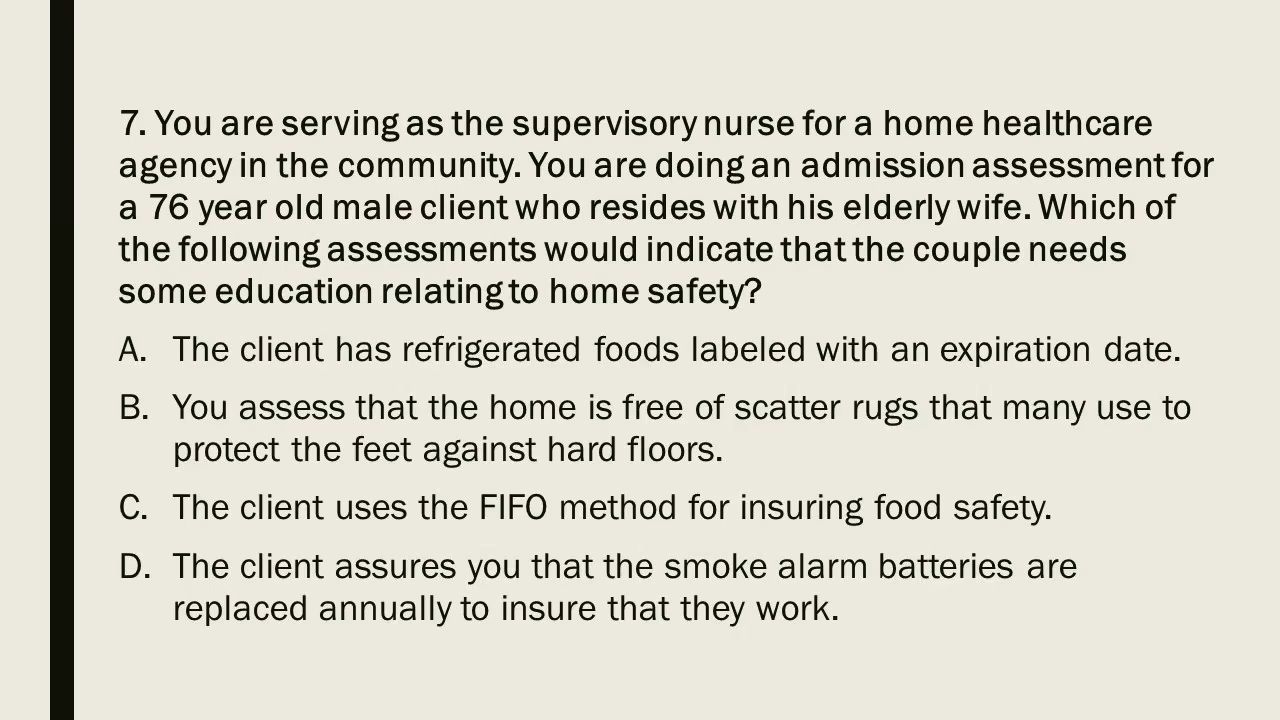 7. You are serving as the supervisory nurse for a home healthcare
agency in the community. You are doing an admission assessment for
a 76 year old male client who resides with his elderly wife. Which of
the following assessments would indicate that the couple needs
some education relating to home safety?
A. The client has refrigerated foods labeled with an expiration date.
B. You assess that the home is free of scatter rugs that many use to
protect the feet against hard floors.
C. The client uses the FIFO method for insuring food safety.
D. The client assures you that the smoke alarm batteries are
replaced annually to insure that they work.